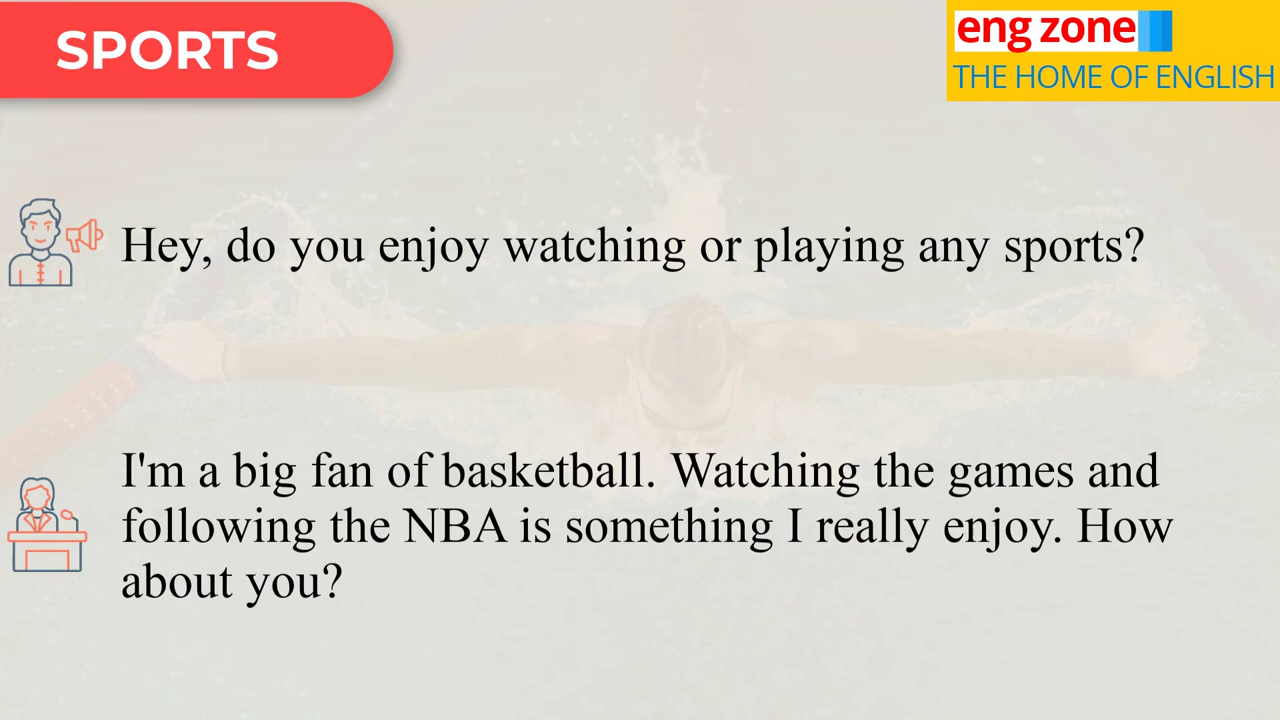 SPORTS
eng zone
THE HOME OF ENGLISH
Hey, do you enjoy watching or playing any sports?
I'm a big fan of basketball. Watching the games and
following the NBA is something I really enjoy. How
about you?